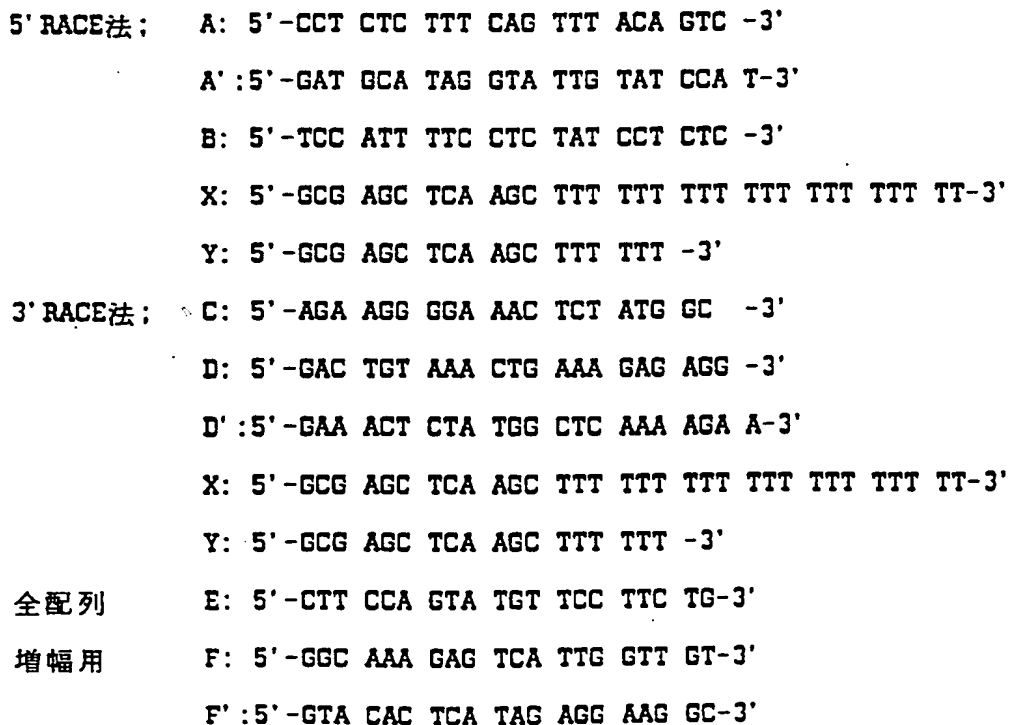 5' RACE法; A: 5'-CCT CTC TTT CAG TTT ACA GTC -3'
A' :5'-GAT GCA TAG GTA TTG TAT CCA T-3'
B: 5'-TCC ATT TTC CTC TAT CCT CTC -3'
X: 5'-GCG AGC TCA AGC TTT TTT TTT TTT TTT TTT TT-3'
Y: 5'-GCG AGC TCA AGC TTT TTT -3'
3' RACE法; C: 5'-AGA AGG GGA AAC TCT ATG GC -3'
D: 5'-GAC TGT AAA CTG AAA GAG AGG -3'
D' :5'-GAA ACT CTA TGG CTC AAA AGA A-3'
X: 5'-GCG AGC TCA AGC TTT TTT TTT TTT TTT TTT TT-3'
Y: 5'-GCG AGC TCA AGC TTT TTT -3'
全配列 E: 5'-CTT CCA GTA TGT TCC TTC TG-3'
増幅用 F: 5'-GGC AAA GAG TCA TTG GTT GT-3'
F' :5'-GTA CAC TCA TAG AGG AAG GC-3'